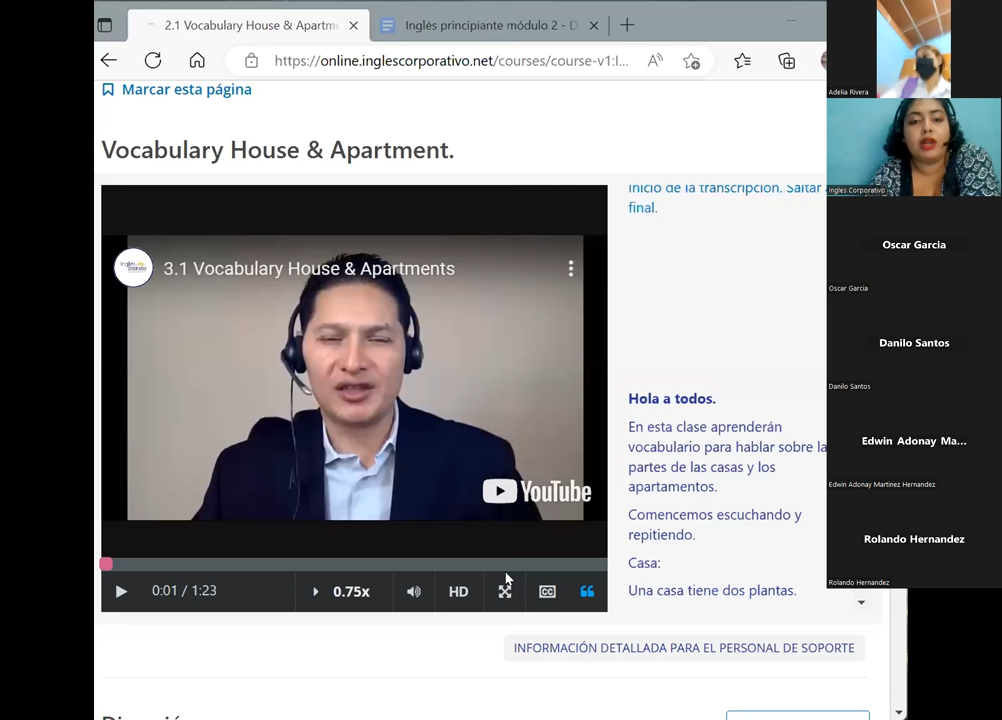 2.1 Vocabulary House & Apartme
Inglés principiante módulo 2 - D
https://online.inglescorporativo.net/courses/course-v1:I...
Marcar esta página
Vocabulary House & Apartment.
3.1 Vocabulary House & Apartments
YouTube
0:01 / 1:23
0.75x
HD
CC
Inicio de la transcripción. Saltar
final.
Hola a todos.
En esta clase aprenderán
vocabulario para hablar sobre la
partes de las casas y los
apartamentos.
Comencemos escuchando y
repitiendo.
Casa:
Una casa tiene dos plantas.
INFORMACIÓN DETALLADA PARA EL PERSONAL DE SOPORTE
Adelia Rivera
Ingles Corporativo
Oscar Garcia
Oscar Garcia
Danilo Santos
Danilo Santos
Edwin Adonay Ma...
Edwin Adonay Martinez Hernandez
Rolando Hernandez
Rolando Hernandez